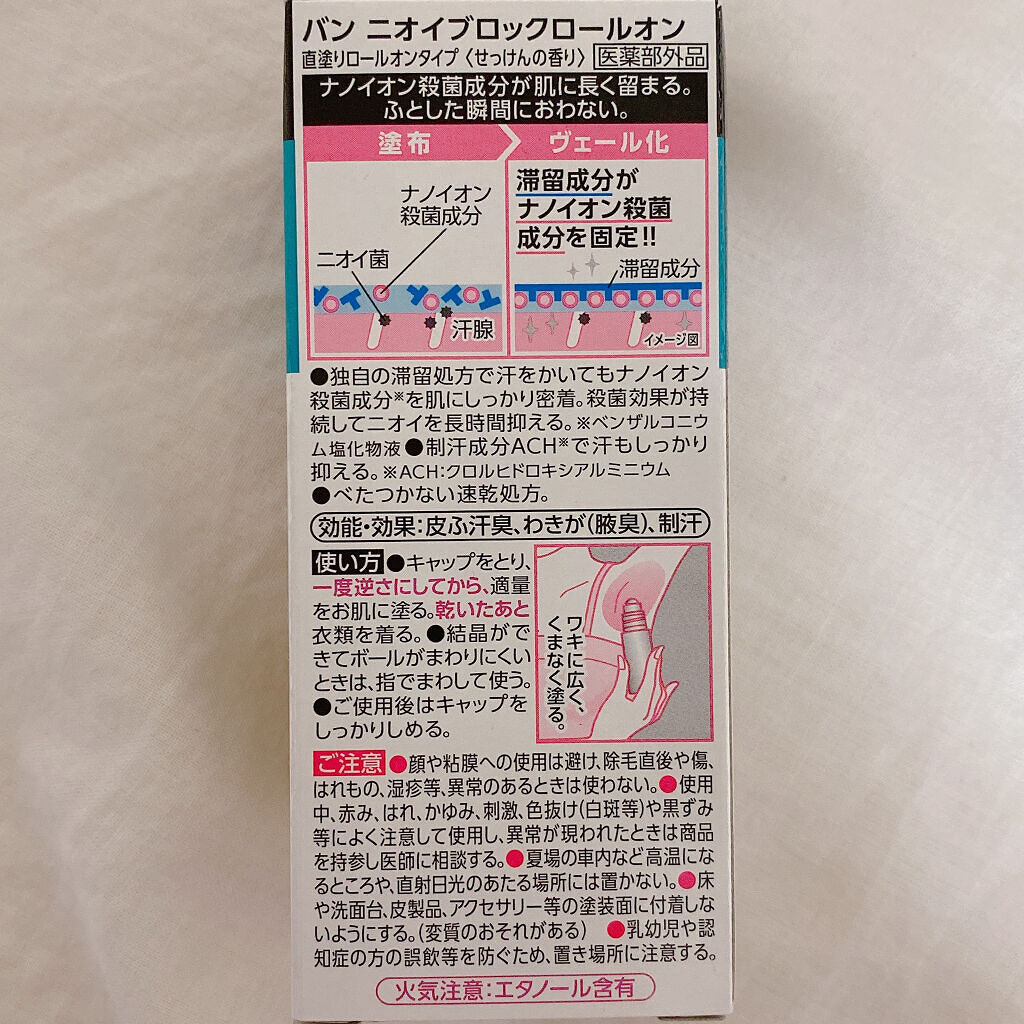 バン ニオイブロックロールオン
直塗りロールオンタイプ〈せっけんの香り〉 医薬部外品
ナノイオン殺菌成分が肌に長く留まる。
ふとした瞬間におわない。
塗布
ナノイオン
殺菌成分
ニオイ菌
汗腺
ヴェール化
滞留成分が
ナノイオン殺菌
成分を固定!!
滞留成分
イメージ図
●独自の滞留処方で汗をかいてもナノイオン
殺菌成分※を肌にしっかり密着。殺菌効果が持
続してニオイを長時間抑える。※ベンザルコニウ
ム塩化物液●制汗成分ACH※で汗もしっかり
抑える。※ACH:クロルヒドロキシアルミニウム
●べたつかない速乾処方。
効能・効果:皮ふ汗臭、わきが(腋臭)、制汗
使い方 ●キャップをとり、
一度逆さにしてから、適量
をお肌に塗る。乾いたあと
衣類を着る。●結晶がで
きてボールがまわりにくい
ときは、指でまわして使う。
●ご使用後はキャップを
しっかりしめる。
ワキに広く、
くまなく塗る。
ご注意 ●顔や粘膜への使用は避け、除毛直後や傷、
はれもの、湿疹等、異常のあるときは使わない。●使用
中、赤み、はれ、かゆみ、刺激、色抜け(白斑等)や黒ずみ
等によく注意して使用し、異常が現われたときは商品
を持参し医師に相談する。●夏場の車内など高温にな
るところや、直射日光のあたる場所には置かない。●床
や洗面台、皮製品、アクセサリー等の塗装面に付着しな
いようにする。(変質のおそれがある) ●乳幼児や認
知症の方の誤飲等を防ぐため、置き場所に注意する。
火気注意:エタノール含有